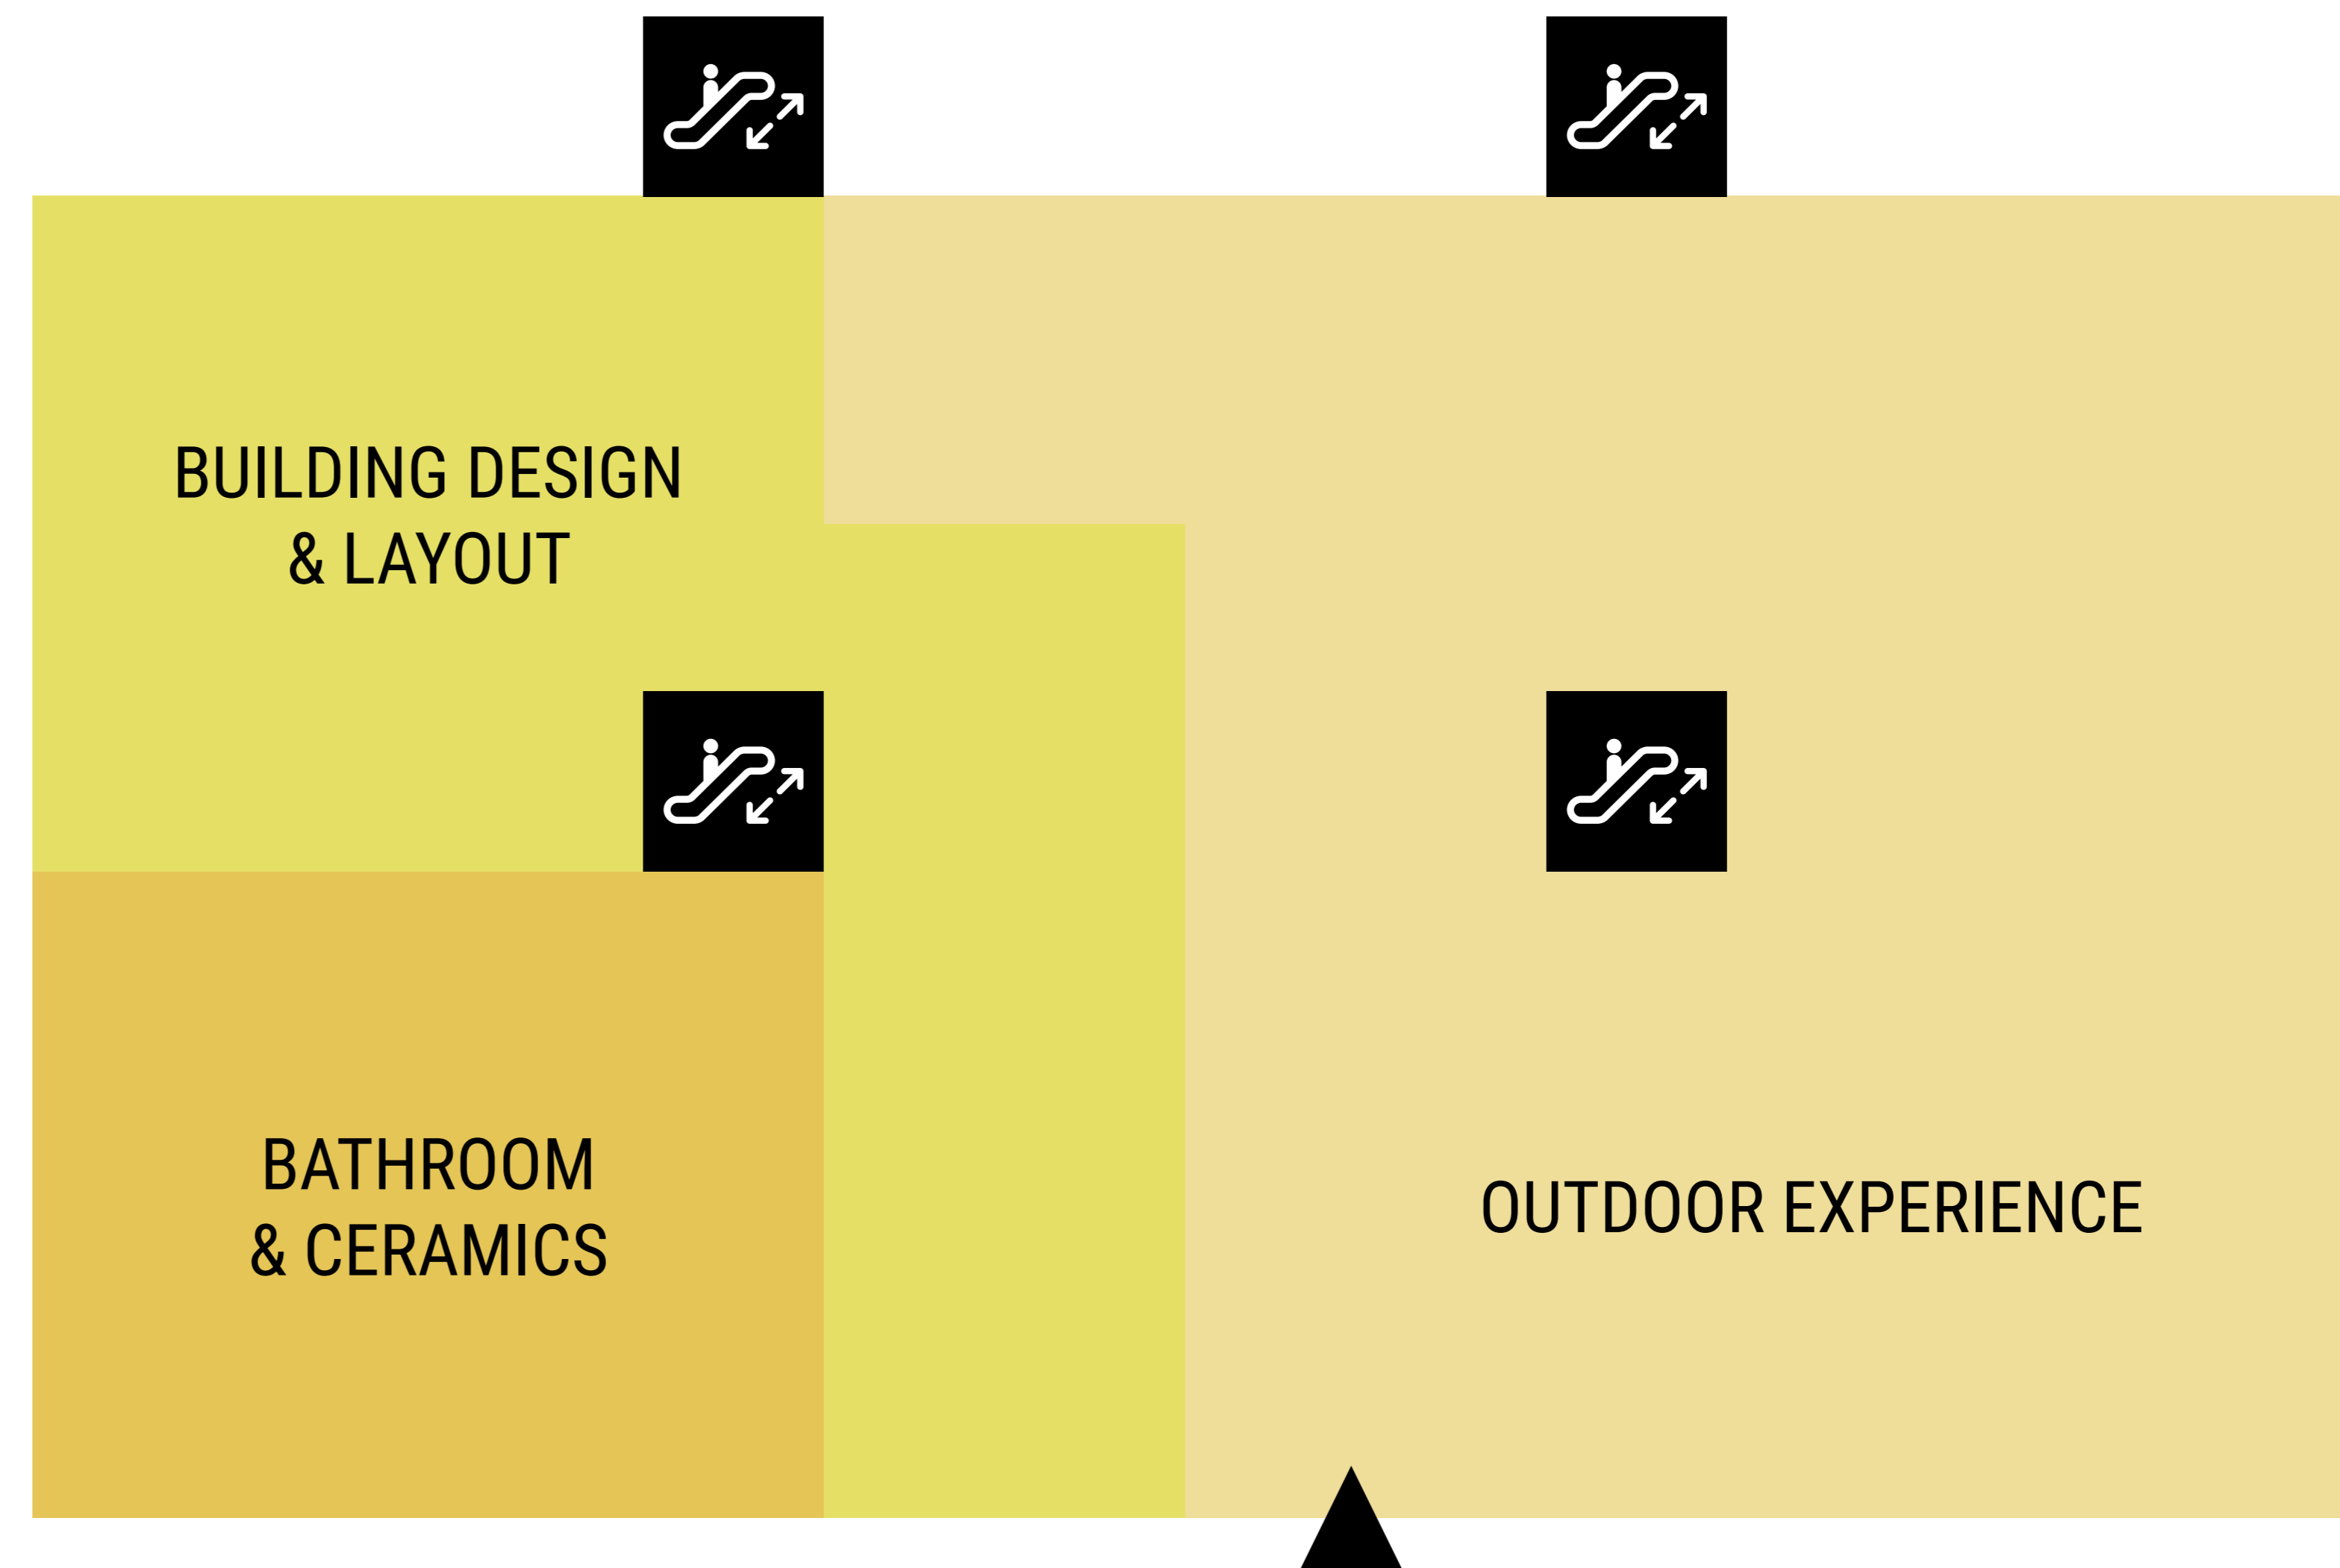 BUILDING DESIGN
& LAYOUT
BATHROOM
& CERAMICS
OUTDOOR EXPERIENCE